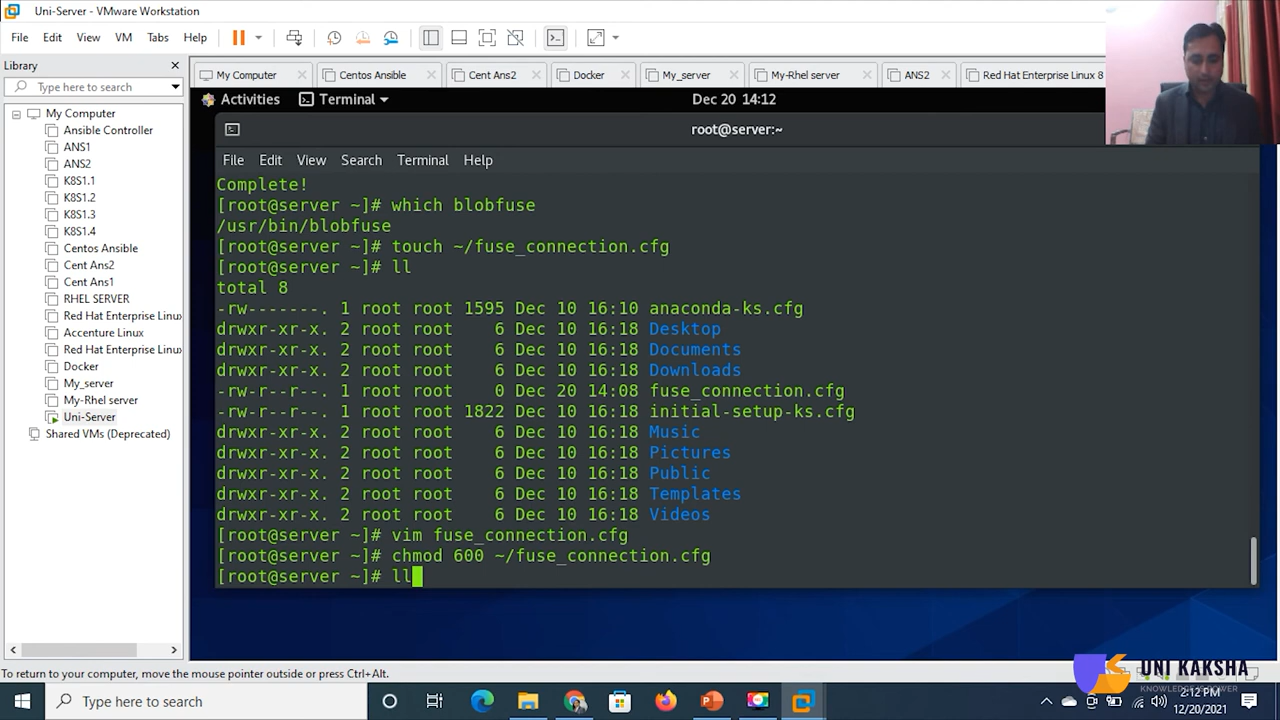 Uni-Server - VMware Workstation
File Edit View VM Tabs Help
Library
Type here to search
My Computer
Ansible Controller
ANS1
ANS2
K8S1.1
K8S1.2
K8S1.3
K8S1.4
Centos Ansible
Cent Ans2
Cent Ans1
RHEL SERVER
Red Hat Enterprise Linux
Accenture Linux
Red Hat Enterprise Linux
Docker
My_server
My-Rhel server
Uni-Server
Shared VMs (Deprecated)
My Computer Centos Ansible Cent Ans2 Docker My_server My-Rhel server ANS2 Red Hat Enterprise Linux 8
Activities Terminal Dec 20 14:12
root@server:~
File Edit View Search Terminal Help
Complete!
[root@server ~]# which blobfuse
/usr/bin/blobfuse
[root@server ~]# touch ~/fuse_connection.cfg
[root@server ~]# ll
total 8
-rw-------. 1 root root 1595 Dec 10 16:10 anaconda-ks.cfg
drwxr-xr-x. 2 root root    6 Dec 10 16:18 Desktop
drwxr-xr-x. 2 root root    6 Dec 10 16:18 Documents
drwxr-xr-x. 2 root root    6 Dec 10 16:18 Downloads
-rw-r--r--. 1 root root    0 Dec 20 14:08 fuse_connection.cfg
-rw-r--r--. 1 root root 1822 Dec 10 16:18 initial-setup-ks.cfg
drwxr-xr-x. 2 root root    6 Dec 10 16:18 Music
drwxr-xr-x. 2 root root    6 Dec 10 16:18 Pictures
drwxr-xr-x. 2 root root    6 Dec 10 16:18 Public
drwxr-xr-x. 2 root root    6 Dec 10 16:18 Templates
drwxr-xr-x. 2 root root    6 Dec 10 16:18 Videos
[root@server ~]# vim fuse_connection.cfg
[root@server ~]# chmod 600 ~/fuse_connection.cfg
[root@server ~]# ll
To return to your computer, move the mouse pointer outside or press Ctrl+Alt.
UNI KAKSHA
Type here to search
2:12 PM
12/20/2021